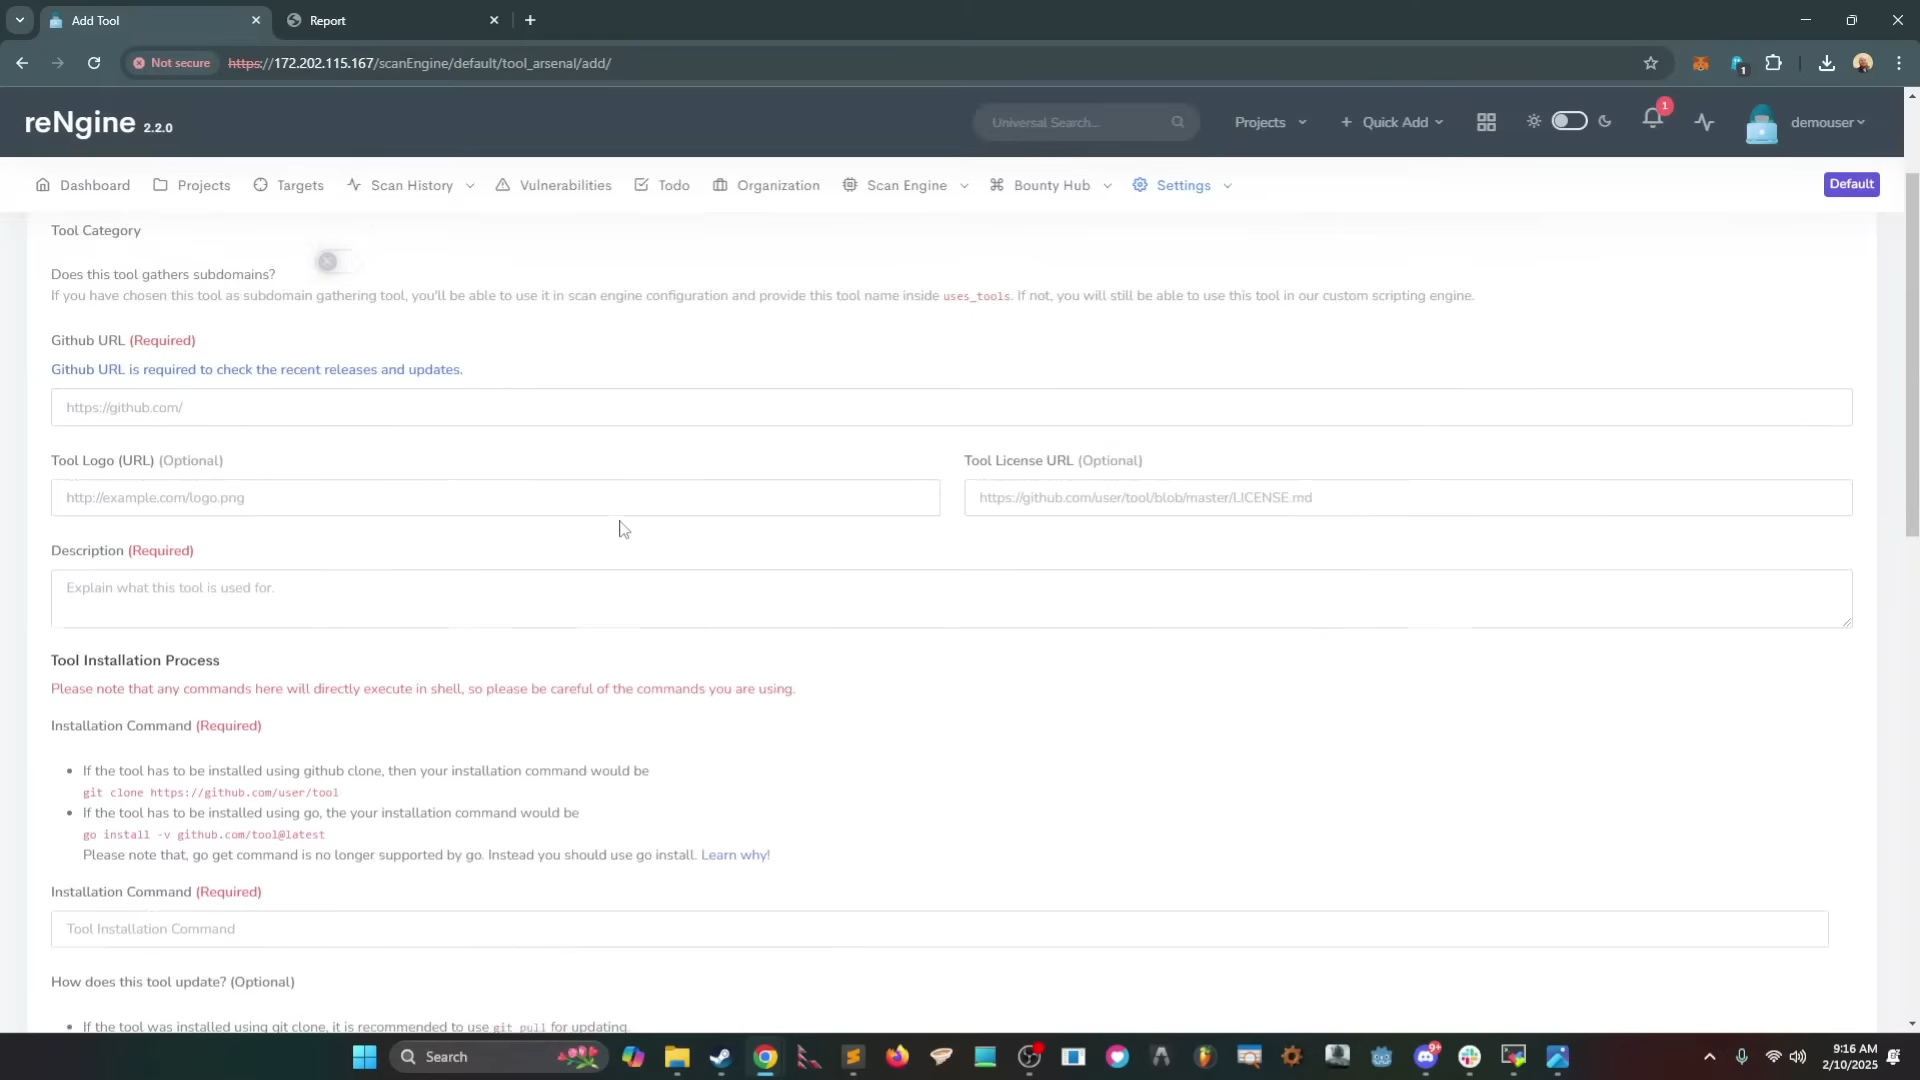 Add Tool
Report
Not secure
https://172.202.115.167/scanEngine/default/tool_arsenal/add/
1
reNgine 2.2.0
Universal Search...
Projects
+ Quick Add
1
demouser
Dashboard
Projects
Targets
Scan History
Vulnerabilities
Todo
Organization
Scan Engine
Bounty Hub
Settings
Default
Tool Category
Does this tool gathers subdomains?
If you have chosen this tool as subdomain gathering tool, you'll be able to use it in scan engine configuration and provide this tool name inside uses_tools. If not, you will still be able to use this tool in our custom scripting engine.
Github URL (Required)
Github URL is required to check the recent releases and updates.
https://github.com/
Tool Logo (URL) (Optional)
Tool License URL (Optional)
http://example.com/logo.png
https://github.com/user/tool/blob/master/LICENSE.md
Description (Required)
Explain what this tool is used for.
Tool Installation Process
Please note that any commands here will directly execute in shell, so please be careful of the commands you are using.
Installation Command (Required)
If the tool has to be installed using github clone, then your installation command would be
git clone https://github.com/user/tool
If the tool has to be installed using go, the your installation command would be
go install -v github.com/tool@latest
Please note that, go get command is no longer supported by go. Instead you should use go install. Learn why!
Installation Command (Required)
Tool Installation Command
How does this tool update? (Optional)
If the tool was installed using git clone, it is recommended to use git pull for updating.
Search
9+
9:16 AM
2/10/2025